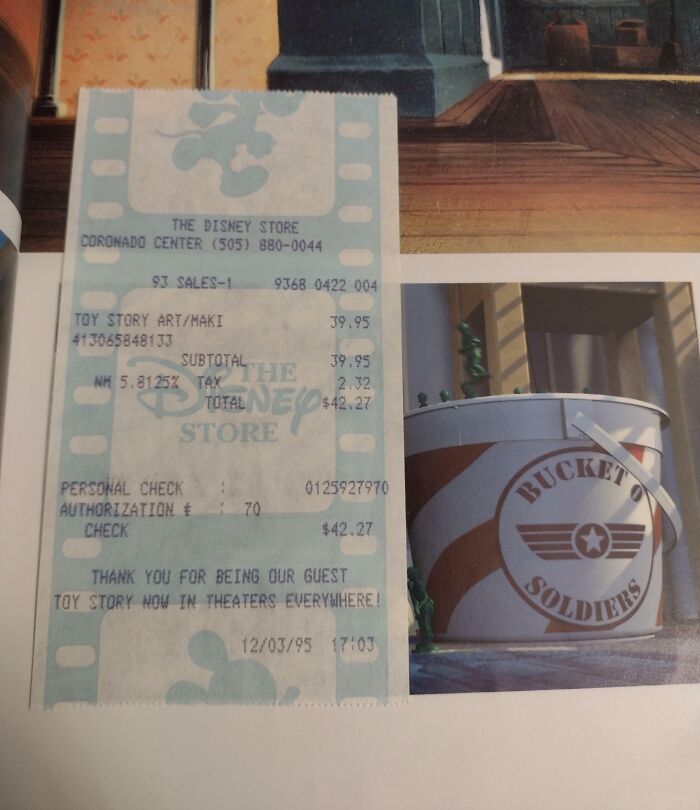 THE DISNEY STORE
CORONADO CENTER (505) 880-0044
93 SALES-1 9368 0422 004
TOY STORY ART/MAKI 39.95
413065848133
SUBTOTAL 39.95
NM 5.8125% TAX 2.32
TOTAL $42.27
THE
DISNEY
STORE
PERSONAL CHECK : 0125927970
AUTHORIZATION # : 70
CHECK $42.27
THANK YOU FOR BEING OUR GUEST
TOY STORY NOW IN THEATERS EVERYWHERE!
12/03/95 17:03
BUCKET O
SOLDIERS